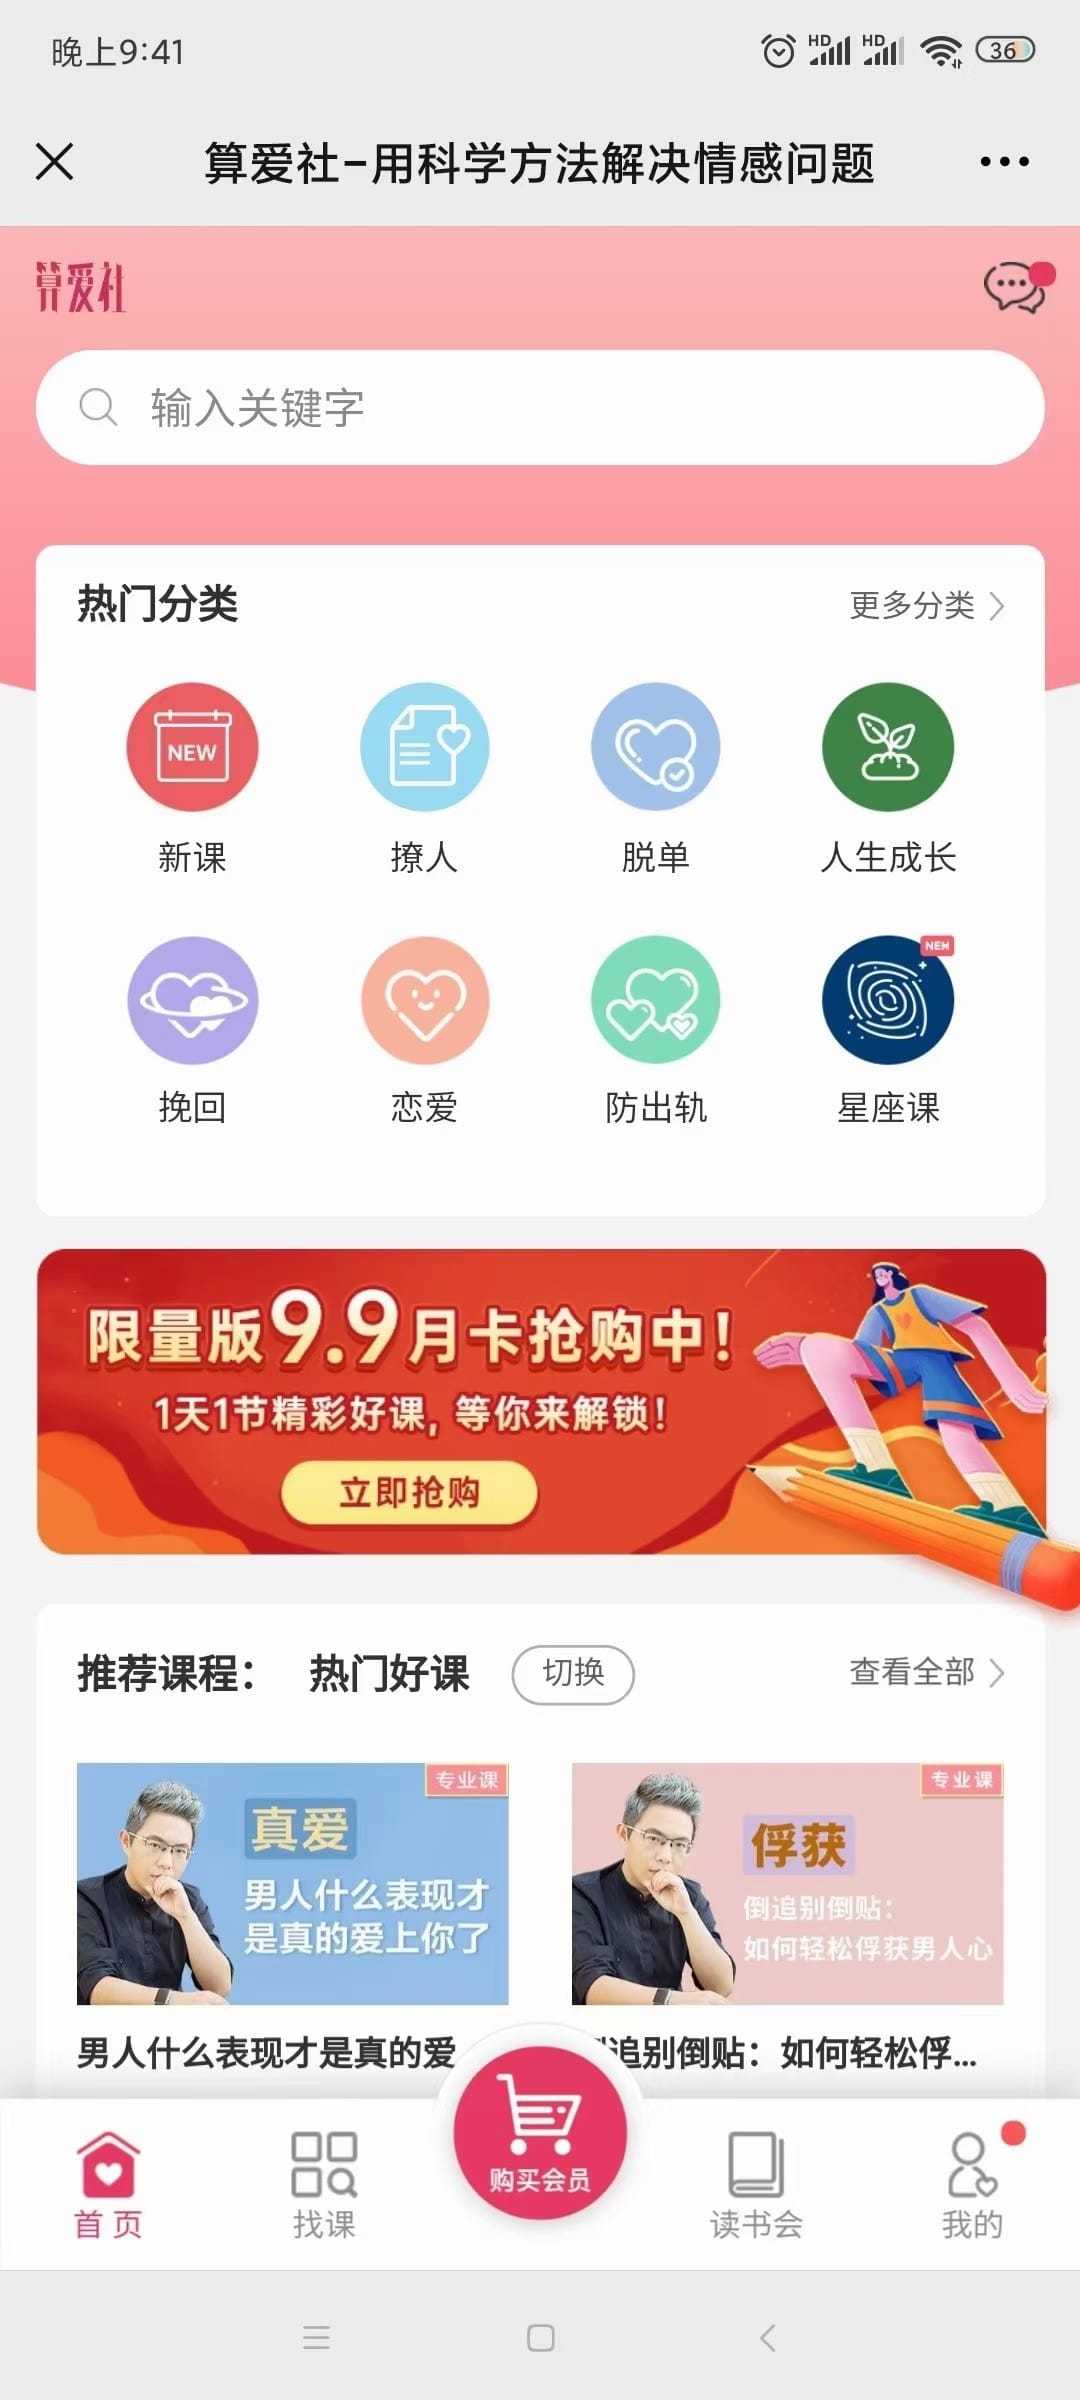 晚上9:41
HD
HD
36
算爱社-用科学方法解决情感问题
算爱社
输入关键字
热门分类
更多分类
NEW
新课
撩人
脱单
人生成长
NEW
挽回
恋爱
防出轨
星座课
限量版9.9月卡抢购中!
1天1节精彩好课, 等你来解锁!
立即抢购
推荐课程：
热门好课
切换
查看全部
专业课
真爱
男人什么表现才
是真的爱上你了
专业课
俘获
倒追别倒贴：
如何轻松俘获男人心
男人什么表现才是真的爱
追别倒贴：如何轻松俘...
购买会员
首页
找课
读书会
我的